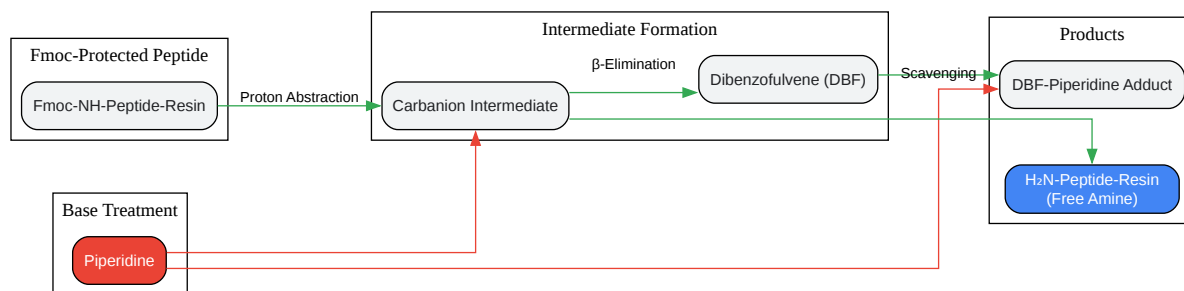 Fmoc-Protected Peptide
Fmoc-NH-Peptide-Resin
Proton Abstraction
Intermediate Formation
Carbanion Intermediate
β-Elimination
Dibenzofulvene (DBF)
Scavenging
Products
DBF-Piperidine Adduct
H₂N-Peptide-Resin
(Free Amine)
Base Treatment
Piperidine